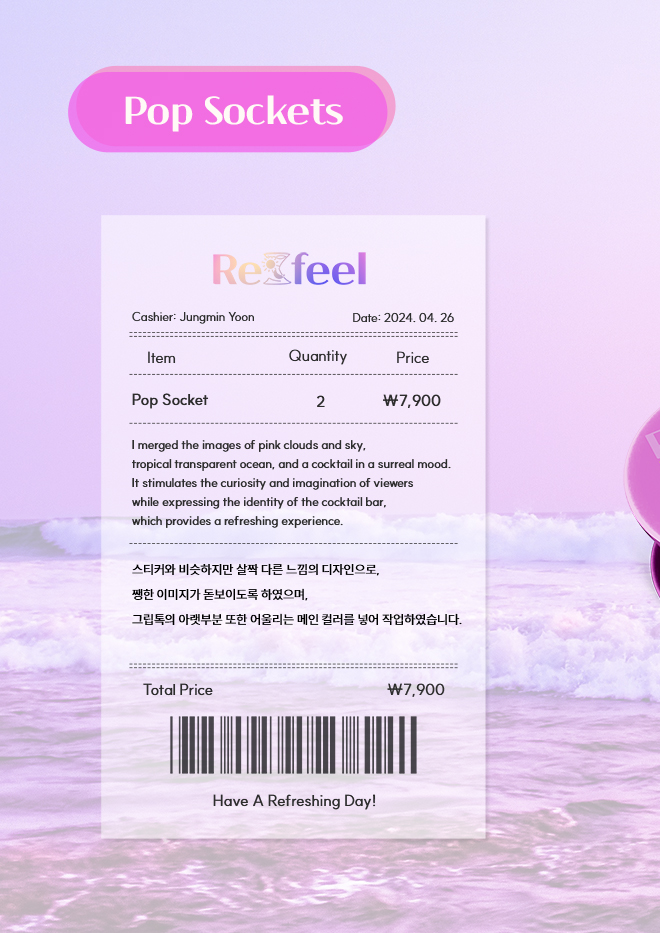 Pop Sockets
Refeel
Cashier: Jungmin Yoon Date: 2024. 04. 26
Item Quantity Price
Pop Socket 2 ₩7,900
I merged the images of pink clouds and sky,
tropical transparent ocean, and a cocktail in a surreal mood.
It stimulates the curiosity and imagination of viewers
while expressing the identity of the cocktail bar,
which provides a refreshing experience.
스티커와 비슷하지만 살짝 다른 느낌의 디자인으로,
쨍한 이미지가 돋보이도록 하였으며,
그립톡의 아랫부분 또한 어울리는 메인 컬러를 넣어 작업하였습니다.
Total Price ₩7,900
Have A Refreshing Day!